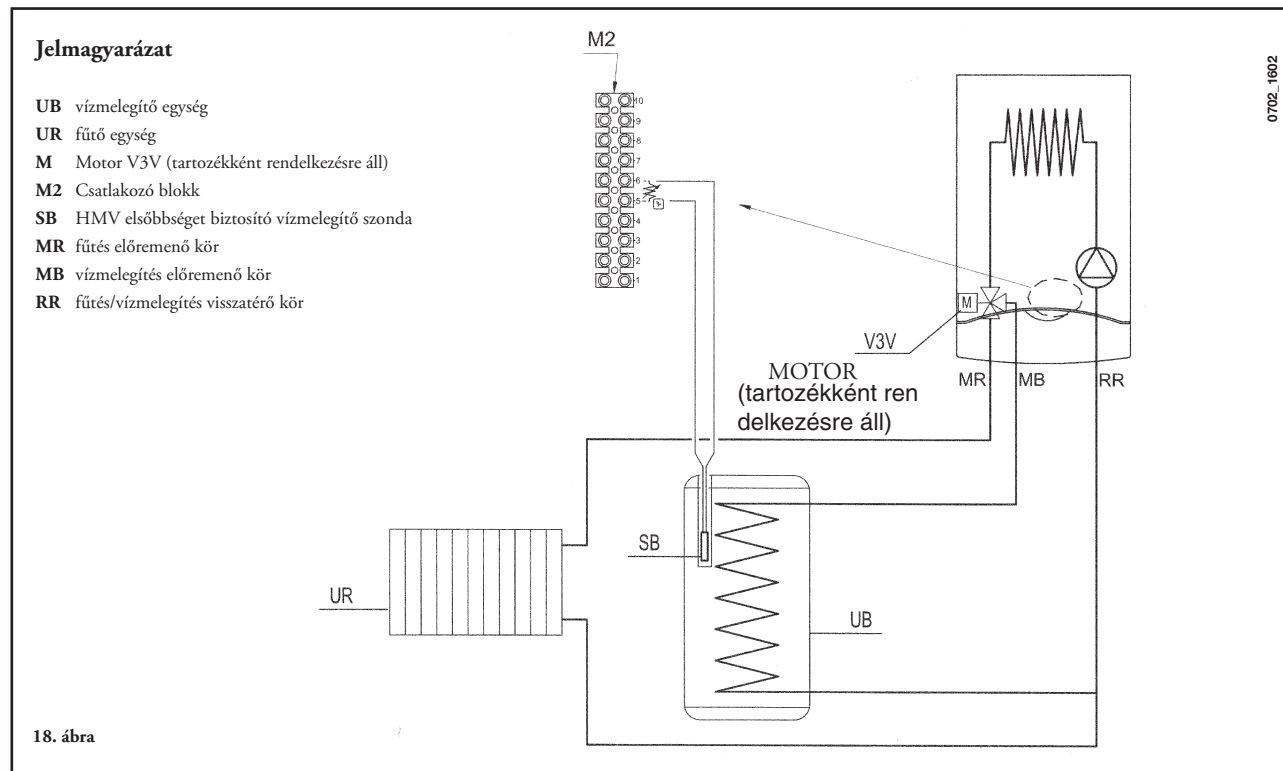 Jelmagyarázat
UB vízmelegítő egység
UR fűtő egység
M Motor V3V (tartozékként rendelkezésre áll)
M2 Csatlakozó blokk
SB HMV elsőbbséget biztosító vízmelegítő szonda
MR fűtés előremenő kör
MB vízmelegítés előremenő kör
RR fűtés/vízmelegítés visszatérő kör
M2
10
9
8
7
6
5
4
3
2
1
0702_1602
M
V3V
MOTOR
(tartozékként ren
delkezésre áll)
MR
MB
RR
SB
UR
UB
18. ábra